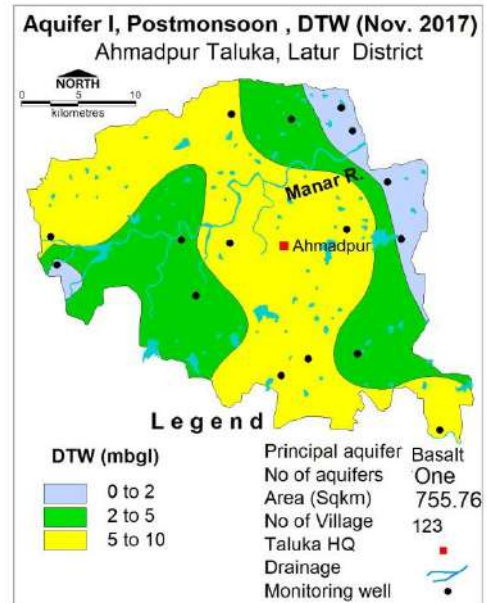 Aquifer I, Postmonsoon , DTW (Nov. 2017)
Ahmadpur Taluka, Latur District
NORTH
0 5 10
kilometres
Manar R.
Ahmadpur
Legend
DTW (mbgl)
0 to 2
2 to 5
5 to 10
Principal aquifer Basalt
No of aquifers One
Area (Sqkm) 755.76
No of Village 123
Taluka HQ
Drainage
Monitoring well